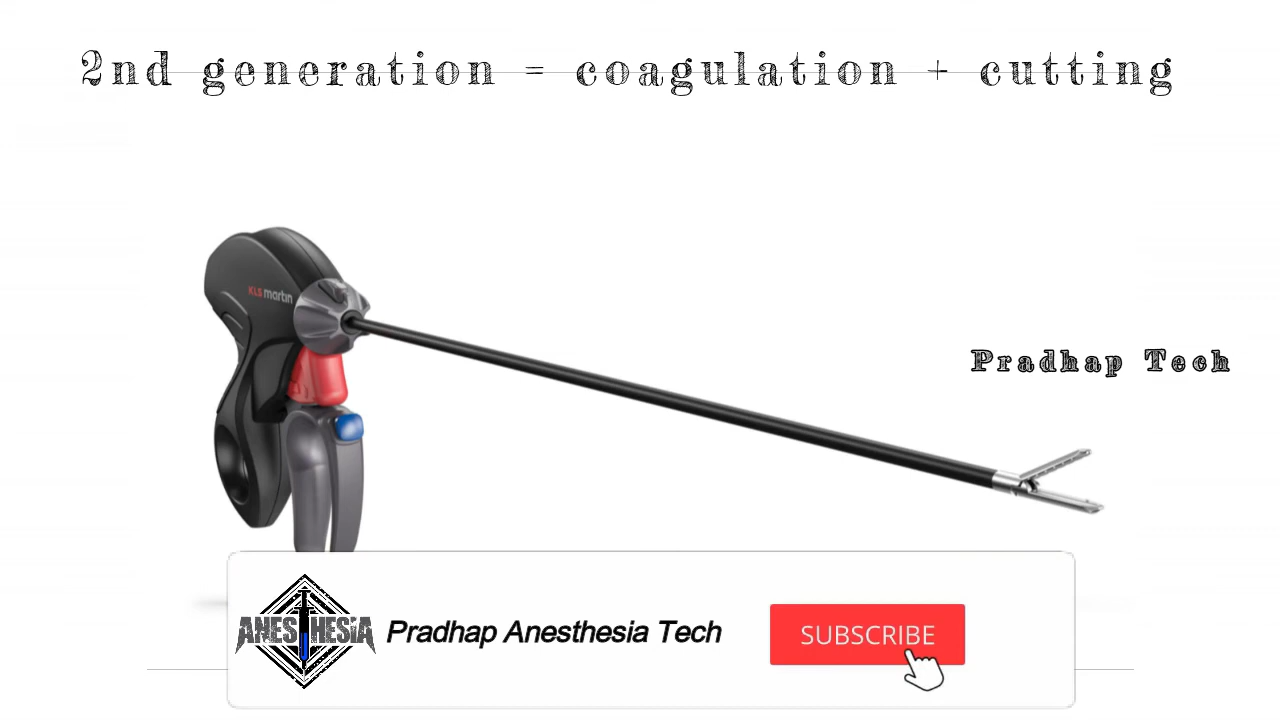 2nd generation = coagulation + cutting
KLS martin
Pradhap Tech
ANESTHESIA
Pradhap Anesthesia Tech
SUBSCRIBE